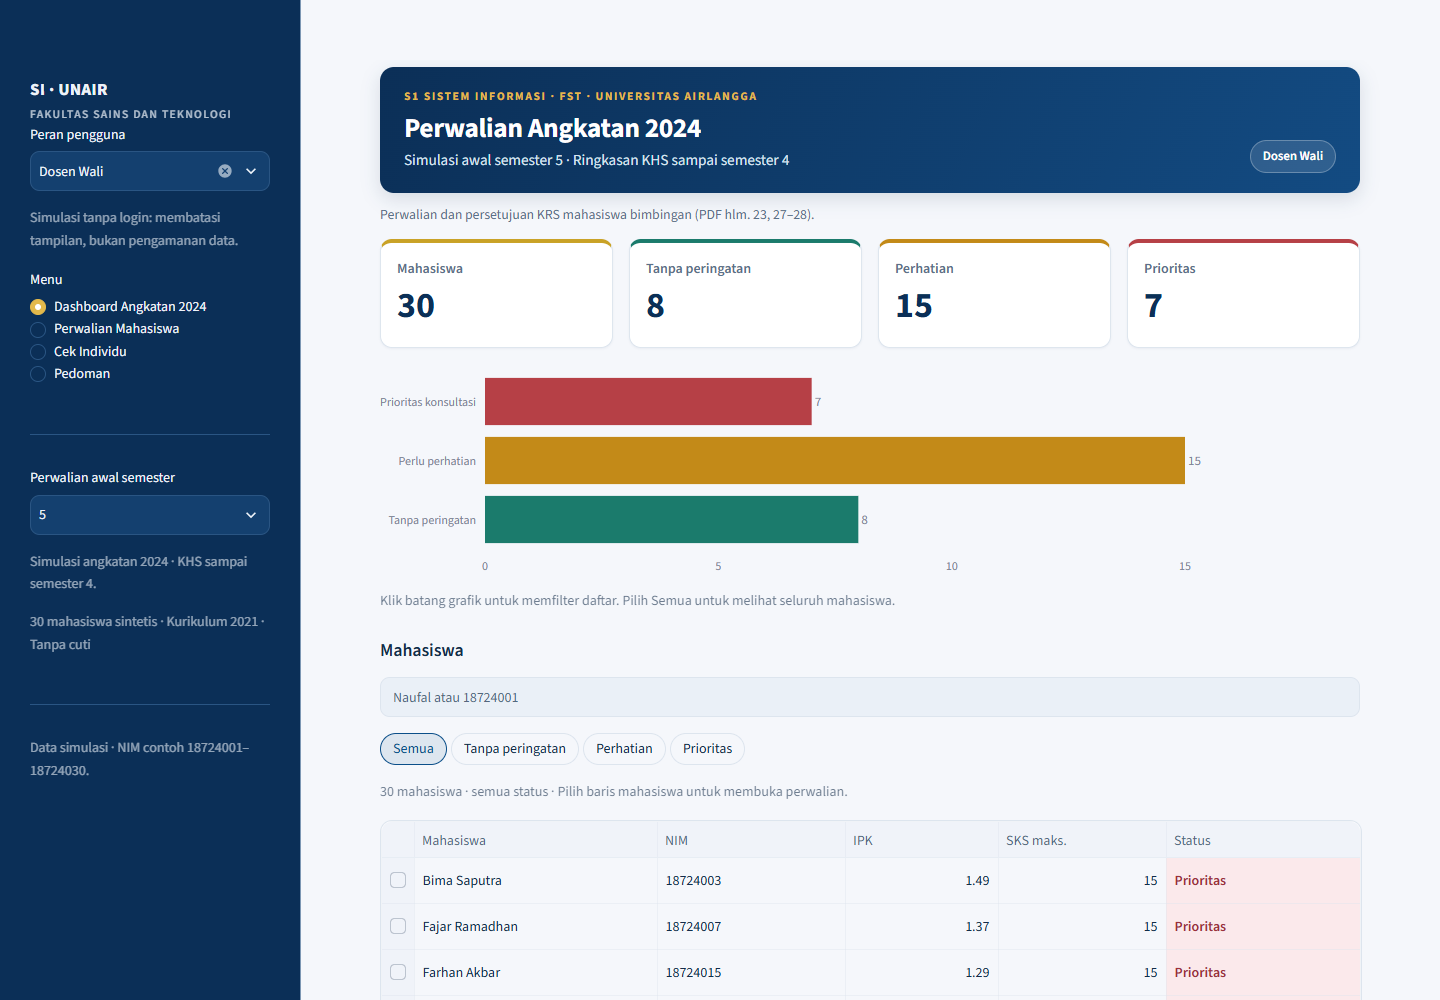 SI · UNAIR
FAKULTAS SAINS DAN TEKNOLOGI
Peran pengguna
Dosen Wali
Simulasi tanpa login: membatasi
tampilan, bukan pengamanan data.
Menu
Dashboard Angkatan 2024
Perwalian Mahasiswa
Cek Individu
Pedoman
Perwalian awal semester
5
Simulasi angkatan 2024 · KHS sampai
semester 4.
30 mahasiswa sintetis · Kurikulum 2021 ·
Tanpa cuti
Data simulasi · NIM contoh 18724001–
18724030.
S1 SISTEM INFORMASI · FST · UNIVERSITAS AIRLANGGA
Perwalian Angkatan 2024
Simulasi awal semester 5 · Ringkasan KHS sampai semester 4
Dosen Wali
Perwalian dan persetujuan KRS mahasiswa bimbingan (PDF hlm. 23, 27–28).
Mahasiswa
30
Tanpa peringatan
8
Perhatian
15
Prioritas
7
Prioritas konsultasi 7
Perlu perhatian 15
Tanpa peringatan 8
0 5 10 15
Klik batang grafik untuk memfilter daftar. Pilih Semua untuk melihat seluruh mahasiswa.
Mahasiswa
Naufal atau 18724001
Semua Tanpa peringatan Perhatian Prioritas
30 mahasiswa · semua status · Pilih baris mahasiswa untuk membuka perwalian.
Mahasiswa NIM IPK SKS maks. Status
Bima Saputra 18724003 1.49 15 Prioritas
Fajar Ramadhan 18724007 1.37 15 Prioritas
Farhan Akbar 18724015 1.29 15 Prioritas